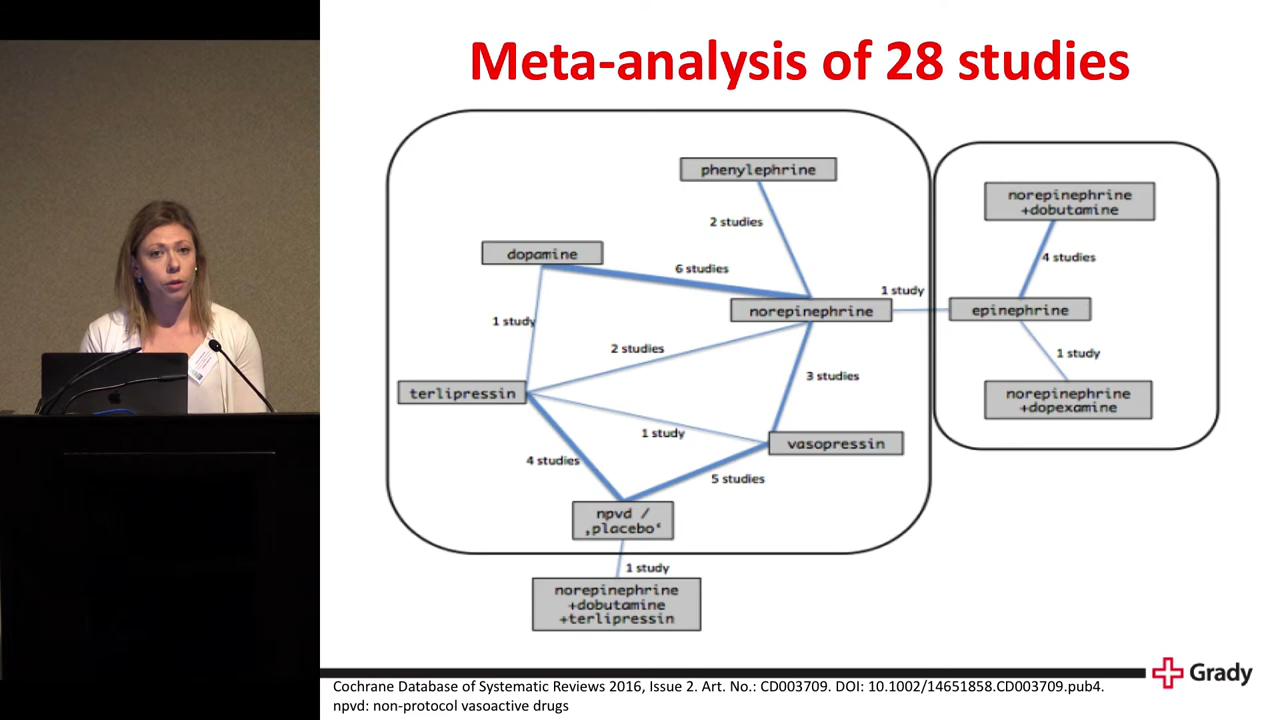 Meta-analysis of 28 studies
phenylephrine
2 studies
dopamine
6 studies
1 study
norepinephrine
1 study
2 studies
3 studies
terlipressin
1 study
vasopressin
4 studies
5 studies
npvd /
‚placebo‘
1 study
norepinephrine
+dobutamine
+terlipressin
norepinephrine
+dobutamine
4 studies
epinephrine
1 study
norepinephrine
+dopexamine
Grady
Cochrane Database of Systematic Reviews 2016, Issue 2. Art. No.: CD003709. DOI: 10.1002/14651858.CD003709.pub4.
npvd: non-protocol vasoactive drugs